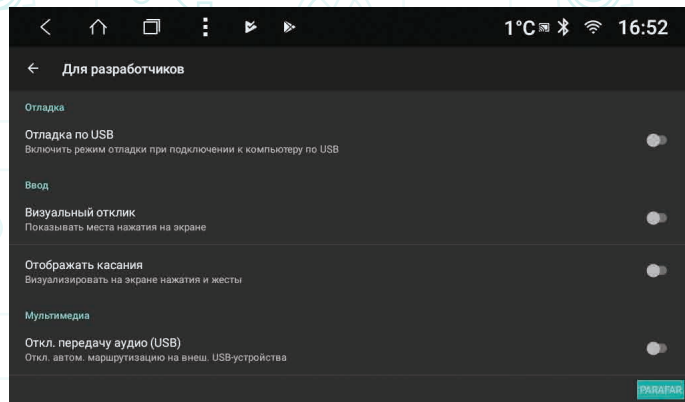 1°C 16:52
Для разработчиков
Отладка
Отладка по USB
Включить режим отладки при подключении к компьютеру по USB
Ввод
Визуальный отклик
Показывать места нажатия на экране
Отображать касания
Визуализировать на экране нажатия и жесты
Мультимедиа
Откл. передачу аудио (USB)
Откл. автом. маршрутизацию на внеш. USB-устройства
PARAFAR